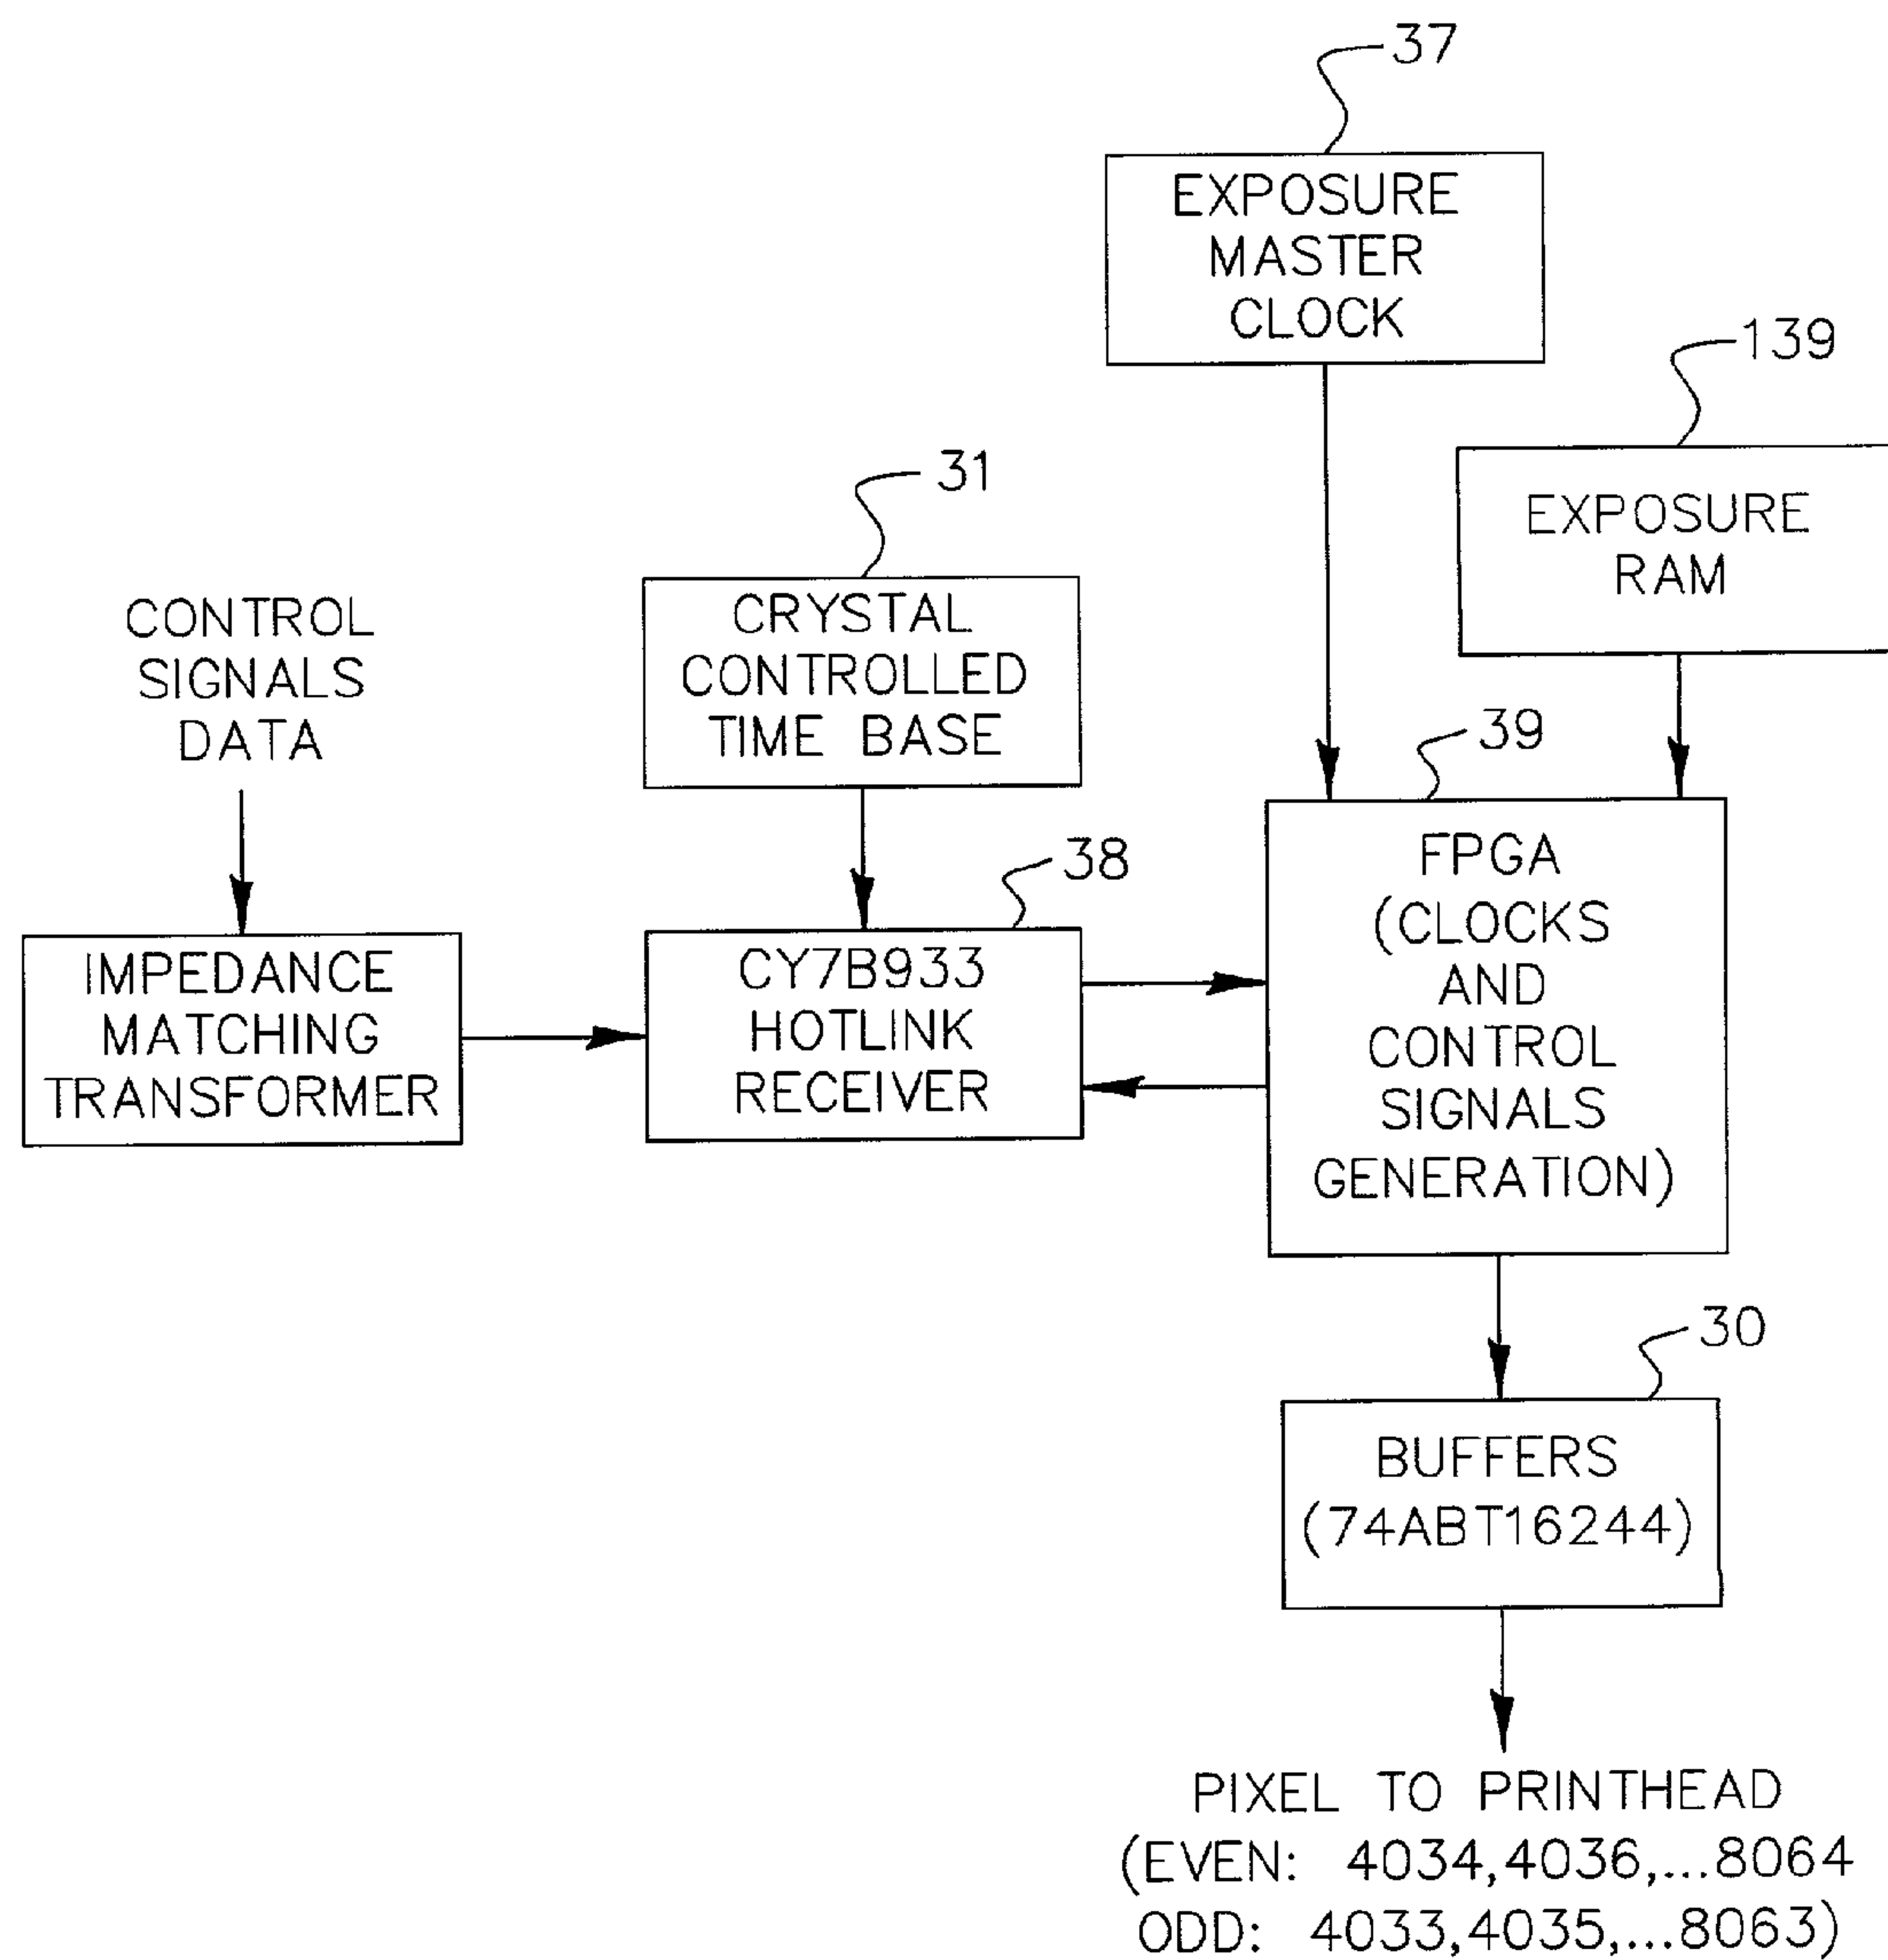 37
EXPOSURE
MASTER
CLOCK
139
EXPOSURE
RAM
31
CRYSTAL
CONTROLLED
TIME BASE
CONTROL
SIGNALS
DATA
39
FPGA
(CLOCKS
AND
CONTROL
SIGNALS
GENERATION)
38
CY7B933
HOTLINK
RECEIVER
IMPEDANCE
MATCHING
TRANSFORMER
30
BUFFERS
(74ABT16244)
PIXEL TO PRINTHEAD
(EVEN: 4034,4036,...8064
ODD: 4033,4035,...8063)